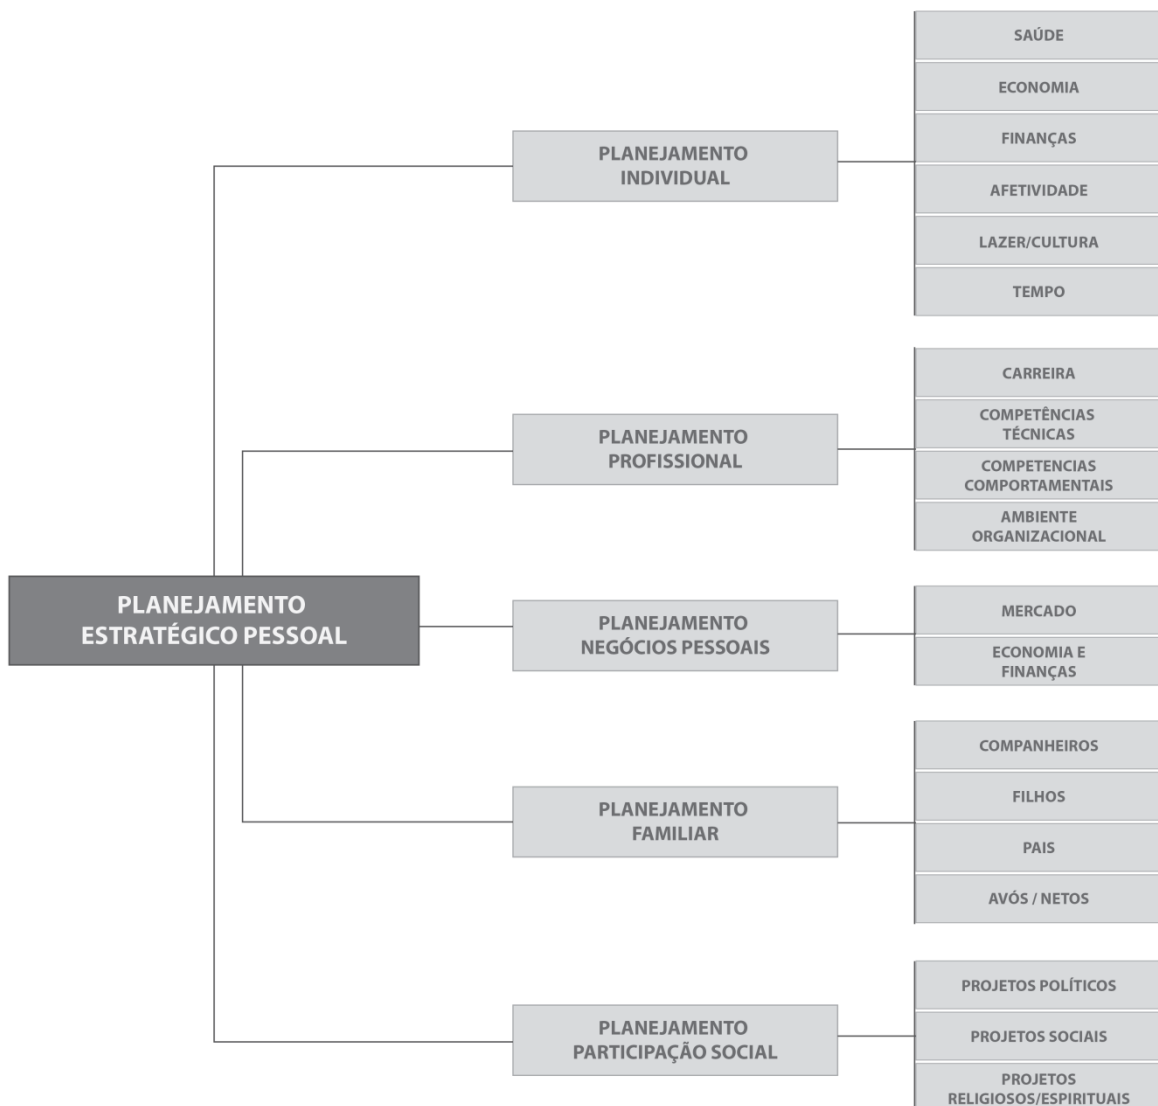 PLANEJAMENTO
ESTRATÉGICO PESSOAL
PLANEJAMENTO
INDIVIDUAL
SAÚDE
ECONOMIA
FINANÇAS
AFETIVIDADE
LAZER/CULTURA
TEMPO
PLANEJAMENTO
PROFISSIONAL
CARREIRA
COMPETÊNCIAS
TÉCNICAS
COMPETENCIAS
COMPORTAMENTAIS
AMBIENTE
ORGANIZACIONAL
PLANEJAMENTO
NEGÓCIOS PESSOAIS
MERCADO
ECONOMIA E
FINANÇAS
PLANEJAMENTO
FAMILIAR
COMPANHEIROS
FILHOS
PAIS
AVÓS / NETOS
PLANEJAMENTO
PARTICIPAÇÃO SOCIAL
PROJETOS POLÍTICOS
PROJETOS SOCIAIS
PROJETOS
RELIGIOSOS/ESPIRITUAIS